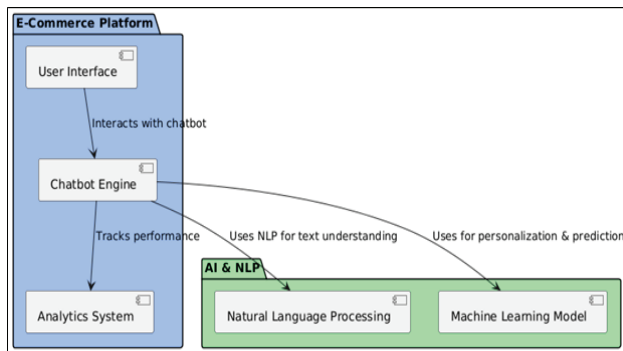 E-Commerce Platform
User Interface
Interacts with chatbot
Chatbot Engine
Tracks performance
Uses NLP for text understanding
Uses for personalization & prediction
AI & NLP
Analytics System
Natural Language Processing
Machine Learning Model